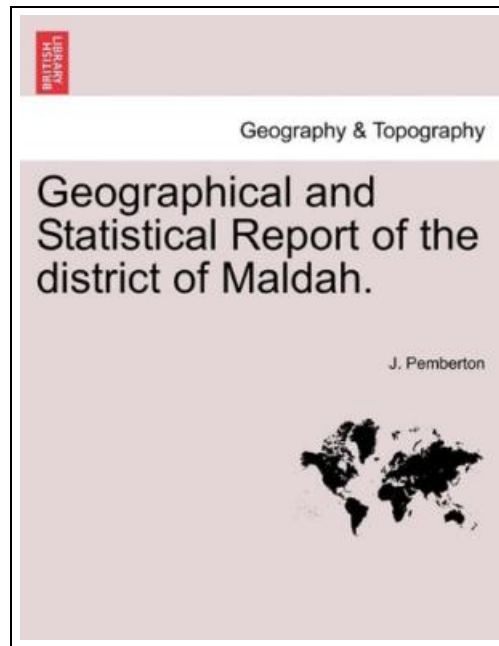 BRITISH
LIBRARY
Geography & Topography
Geographical and
Statistical Report of the
district of Maldah.
J. Pemberton